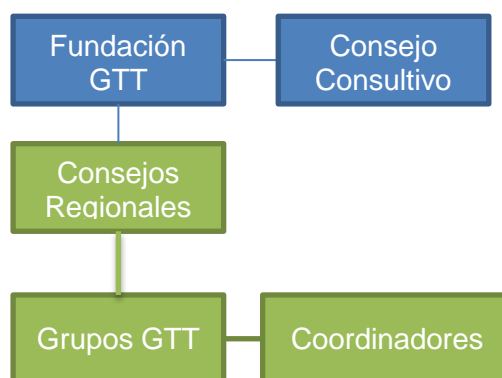 Fundación
GTT
Consejo
Consultivo
Consejos
Regionales
Grupos GTT
Coordinadores